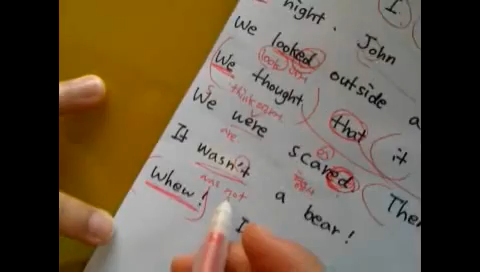 night. I
We looked outside a
look
We thought that it
think
We were scared. The
are
It wasn't a bear!
was not
Whew! I